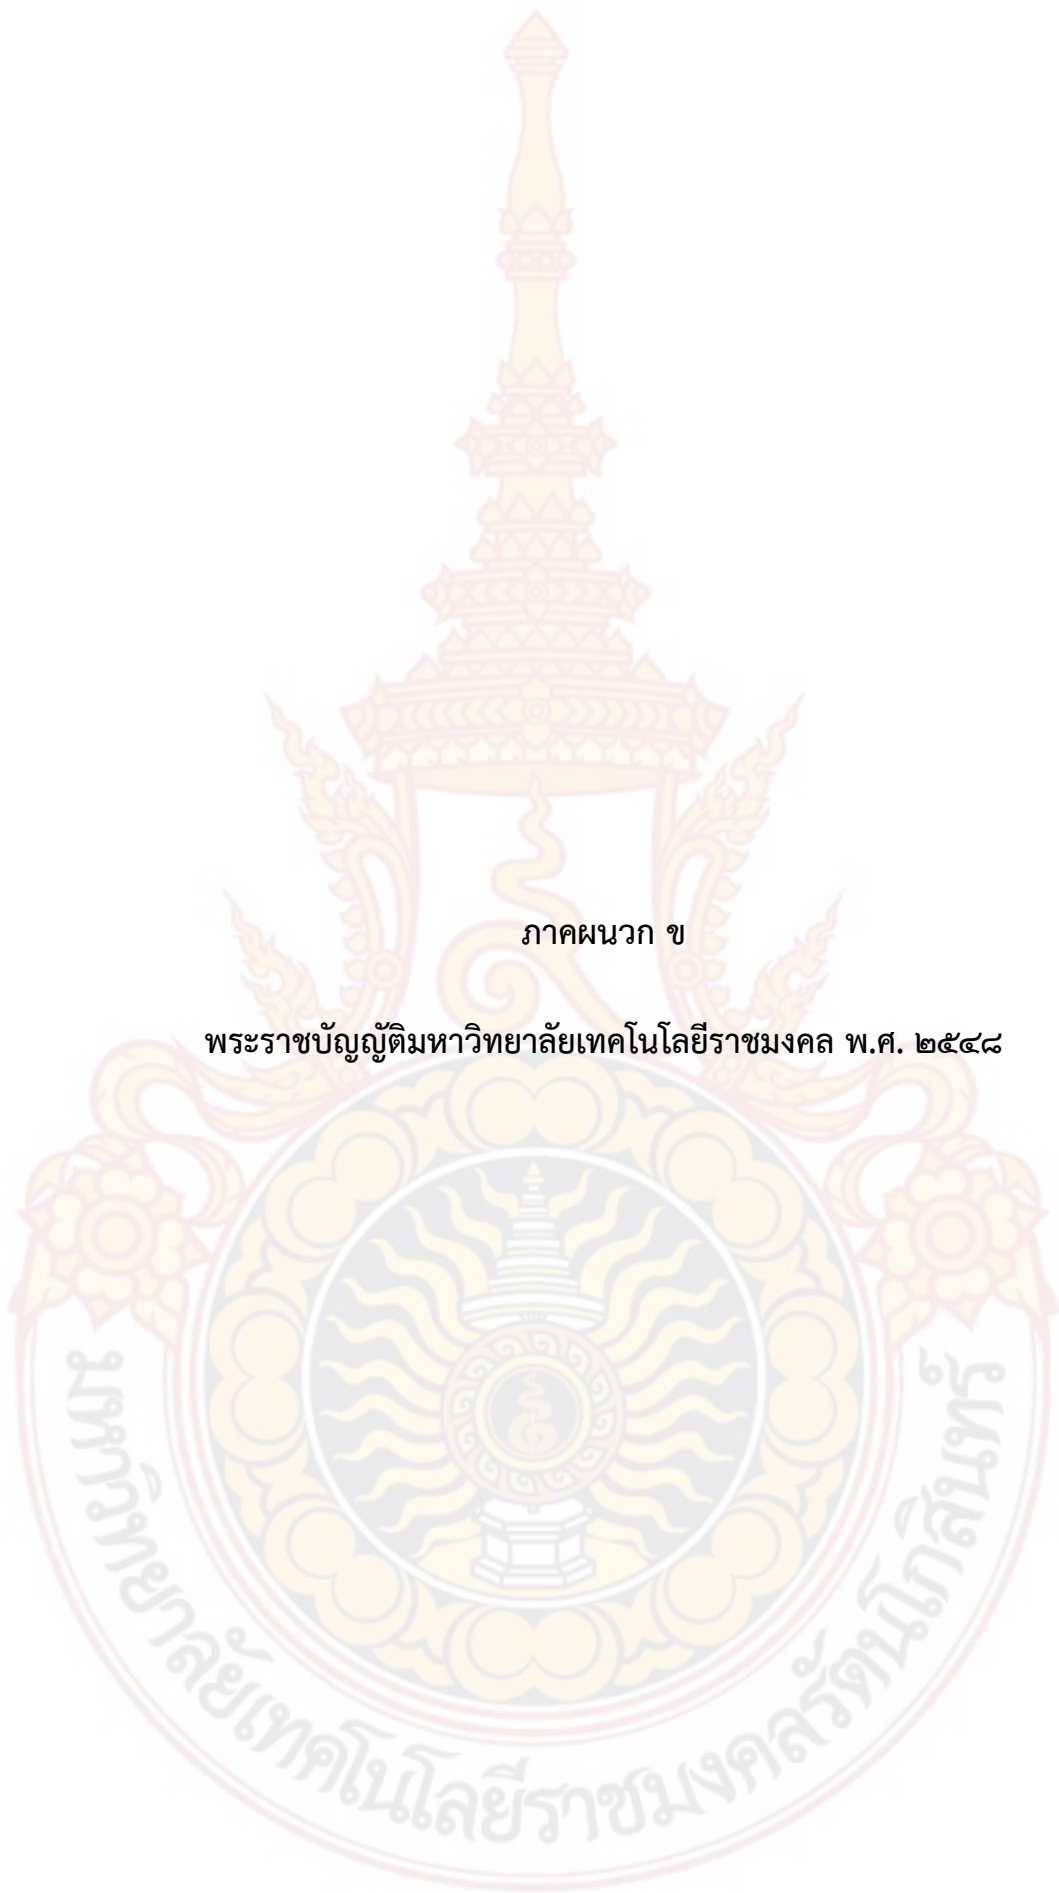 ภาคผนวก ข
พระราชบัญญัติมหาวิทยาลัยเทคโนโลยีราชมงคล พ.ศ. ๒๕๔๘
มหาวิทยาลัยเทคโนโลยีราชมงคลรัตนโกสินทร์